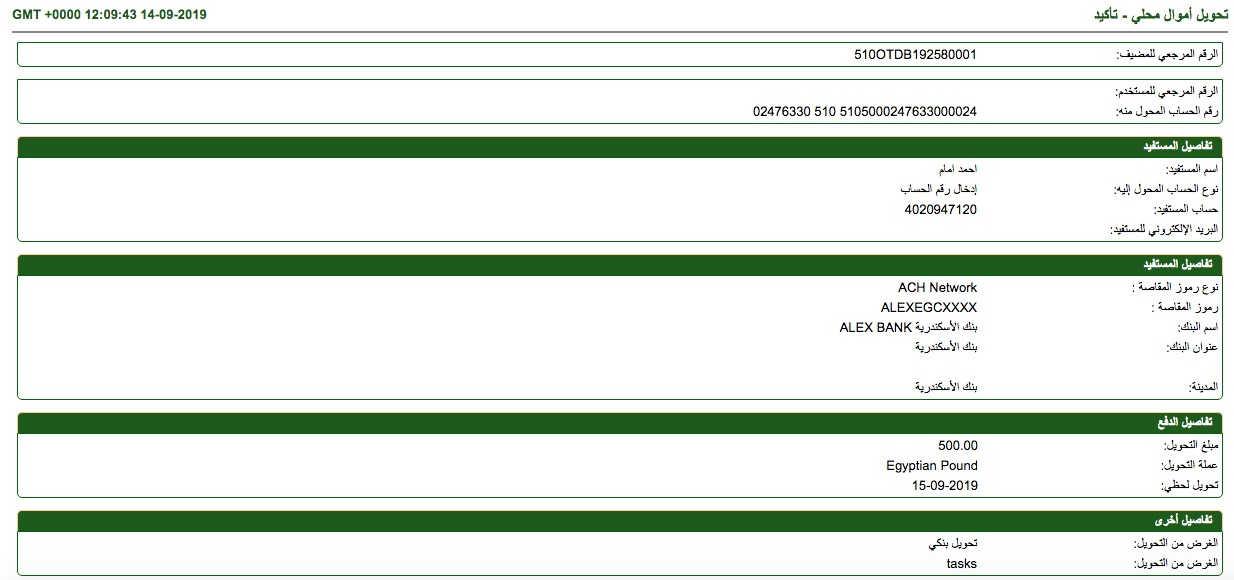 تحويل أموال محلي - تأكيد
GMT +0000 12:09:43 14-09-2019
الرقم المرجعي للمضيف: 510OTDB192580001
الرقم المرجعي للمستخدم:
رقم الحساب المحول منه: 02476330 510 5105000247633000024
تفاصيل المستفيد
اسم المستفيد: احمد امام
نوع الحساب المحول إليه: إدخال رقم الحساب
حساب المستفيد: 4020947120
البريد الإلكتروني للمستفيد:
تفاصيل المستفيد
نوع رموز المقاصة : ACH Network
رموز المقاصة : ALEXEGCXXXX
اسم البنك: بنك الأسكندرية ALEX BANK
عنوان البنك: بنك الأسكندرية
المدينة: بنك الأسكندرية
تفاصيل الدفع
مبلغ التحويل: 500.00
عملة التحويل: Egyptian Pound
تحويل لحظي: 15-09-2019
تفاصيل أخرى
الغرض من التحويل: تحويل بنكي
الغرض من التحويل: tasks